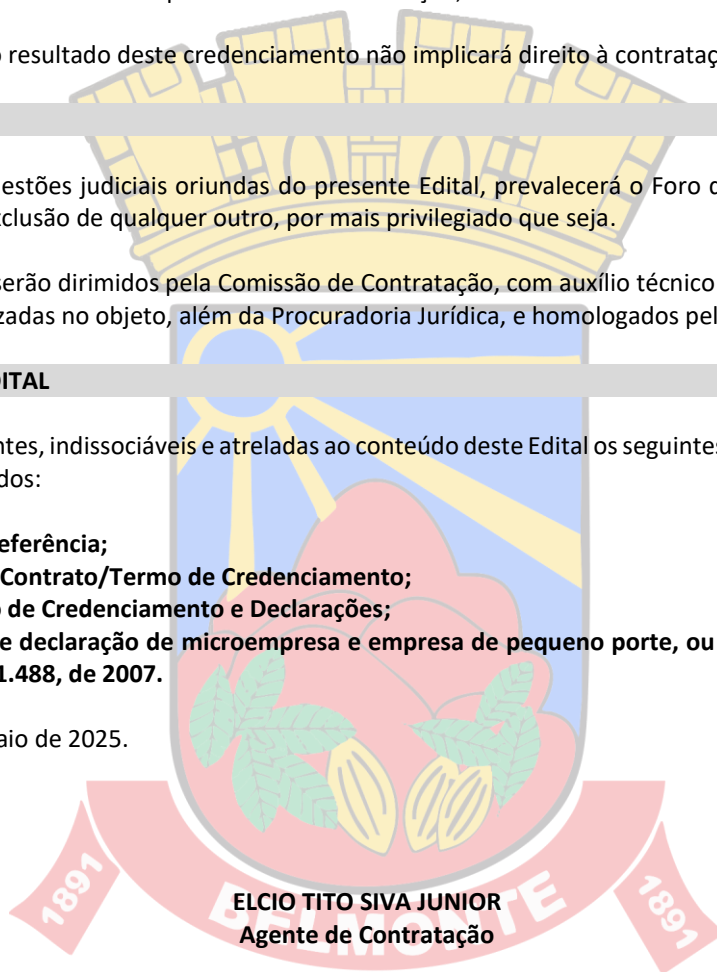 o resultado deste credenciamento não implicará direito à contrataç
estões judiciais oriundas do presente Edital, prevalecerá o Foro
xclusão de qualquer outro, por mais privilegiado que seja.
serão dirimidos pela Comissão de Contratação, com auxílio técnico
zadas no objeto, além da Procuradoria Jurídica, e homologados pel
DITAL
ntes, indissociáveis e atreladas ao conteúdo deste Edital os seguintes
dos:
eferência;
Contrato/Termo de Credenciamento;
o de Credenciamento e Declarações;
e declaração de microempresa e empresa de pequeno porte, ou
1.488, de 2007.
aio de 2025.
ELCIO TITO SIVA JUNIOR
Agente de Contratação
1891 BELMONTE 1891